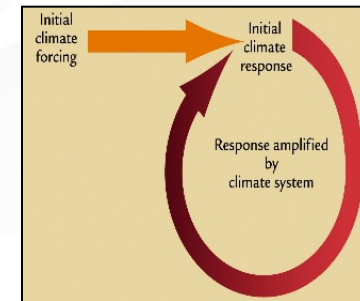 Initial
climate
forcing
Initial
climate
response
Response amplified
by
climate system